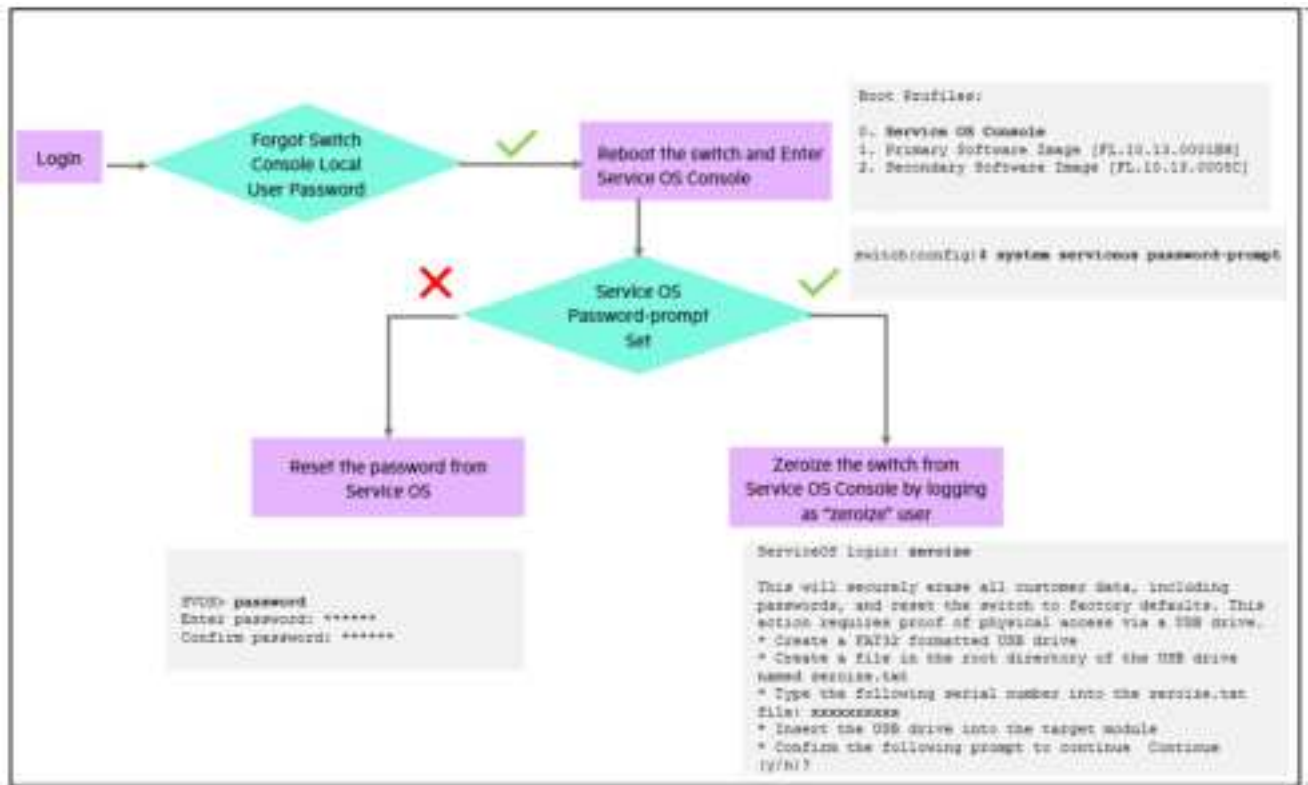 Login
Forgot Switch
Console Local
User Password
Reboot the switch and Enter
Service OS Console
Boot Profiles:
0. Service OS Console
1. Primary Software Image
2. Secondary Software Image
switch(config)# system serviceos password-prompt
Service OS
Password-prompt
Set
Reset the password from
Service OS
SVOS> password
Enter password: ******
Confirm password: ******
Zeroize the switch from
Service OS Console by logging
as "zeroize" user
ServiceOS login: zeroize
This will securely erase all customer data, including
passwords, and reset the switch to factory defaults. This
action requires proof of physical access via a USB drive.
* Create a FAT32 formatted USB drive
* Create a file in the root directory of the USB drive
named zeroize.txt
* Type the following serial number into the zeroize.txt
file: xxxxxxxxxx
* Insert the USB drive into the target module
* Confirm the following prompt to continue Continue
(y/n)?